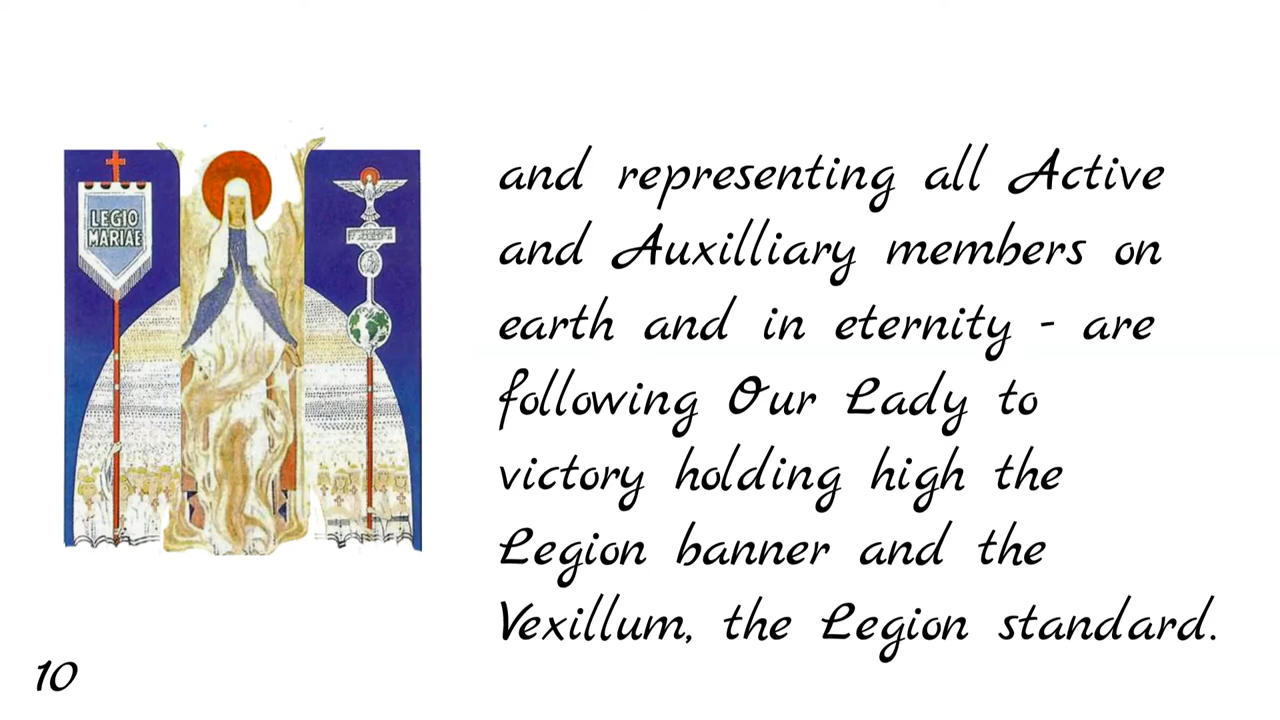 LEGIO
MARIAE
and representing all Active
and Auxilliary members on
earth and in eternity - are
following Our Lady to
victory holding high the
Legion banner and the
Vexillum, the Legion standard.
10